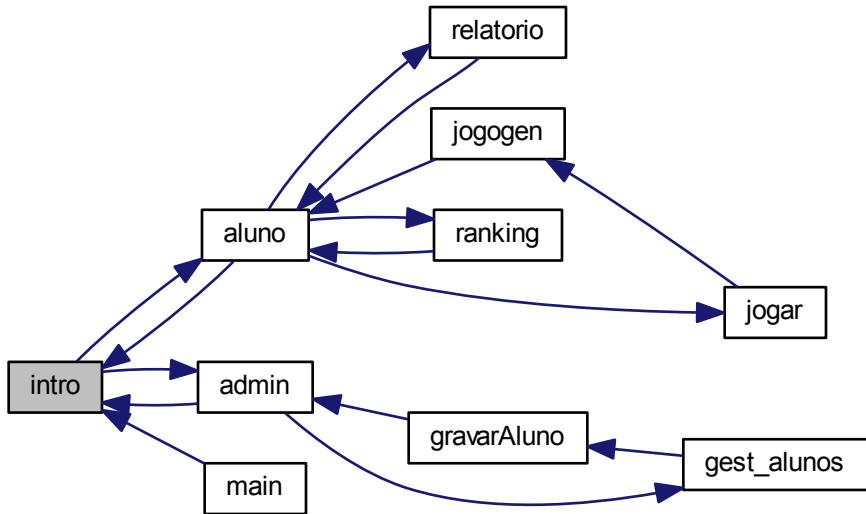 relatorio
jogogen
aluno
ranking
jogar
intro
admin
gravarAluno
gest_alunos
main